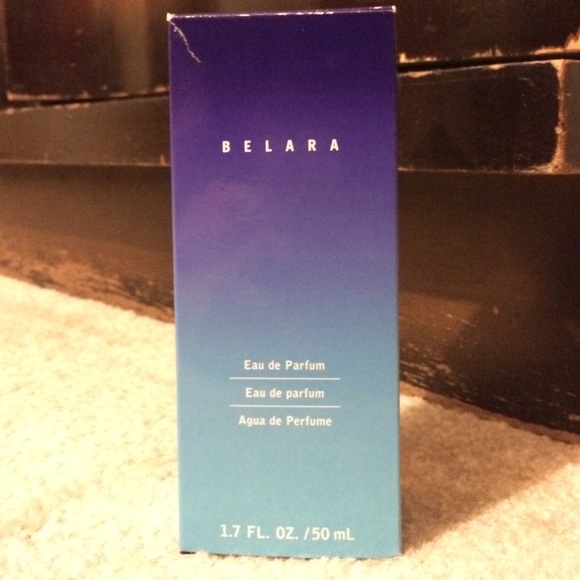 BELARA
Eau de Parfum
Eau de parfum
Agua de Perfume
1.7 FL. OZ. / 50 mL